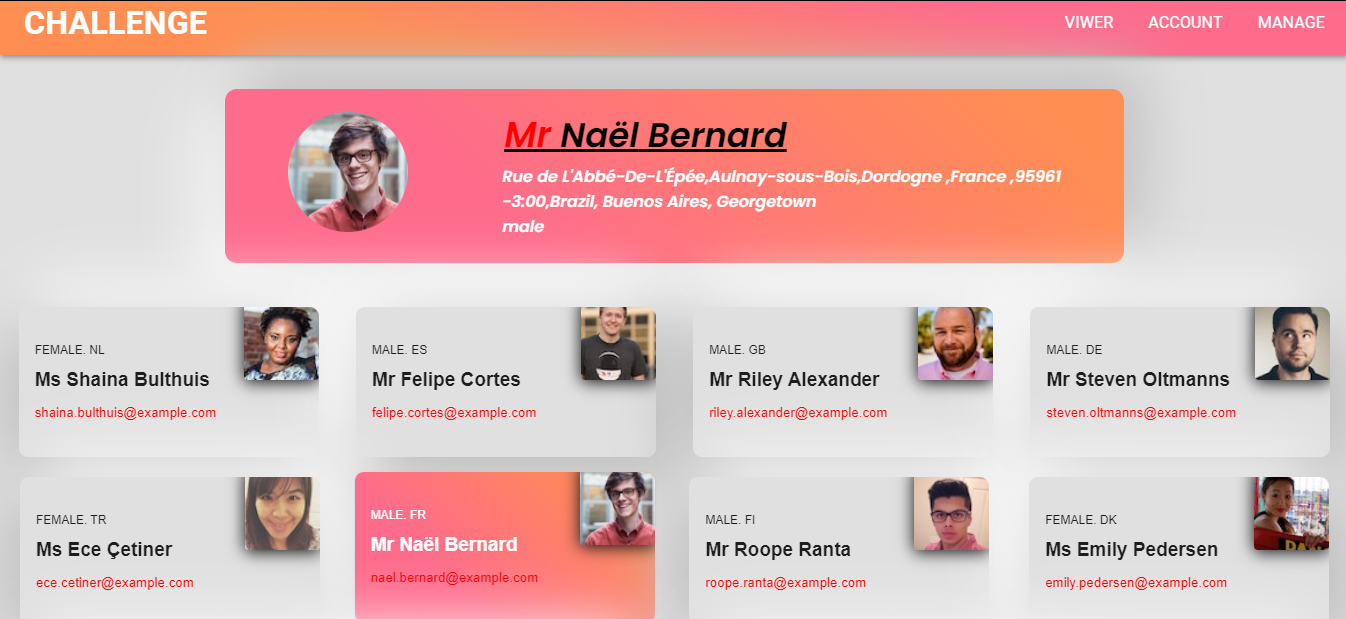 CHALLENGE
VIWER ACCOUNT MANAGE
Mr Naël Bernard
Rue de L'Abbé-De-L'Épée,Aulnay-sous-Bois,Dordogne ,France ,95961
-3:00,Brazil, Buenos Aires, Georgetown
male
FEMALE. NL
Ms Shaina Bulthuis
shaina.bulthuis@example.com
MALE. ES
Mr Felipe Cortes
felipe.cortes@example.com
MALE. GB
Mr Riley Alexander
riley.alexander@example.com
MALE. DE
Mr Steven Oltmanns
steven.oltmanns@example.com
FEMALE. TR
Ms Ece Çetiner
ece.cetiner@example.com
MALE. FR
Mr Naël Bernard
nael.bernard@example.com
MALE. FI
Mr Roope Ranta
roope.ranta@example.com
FEMALE. DK
Ms Emily Pedersen
emily.pedersen@example.com